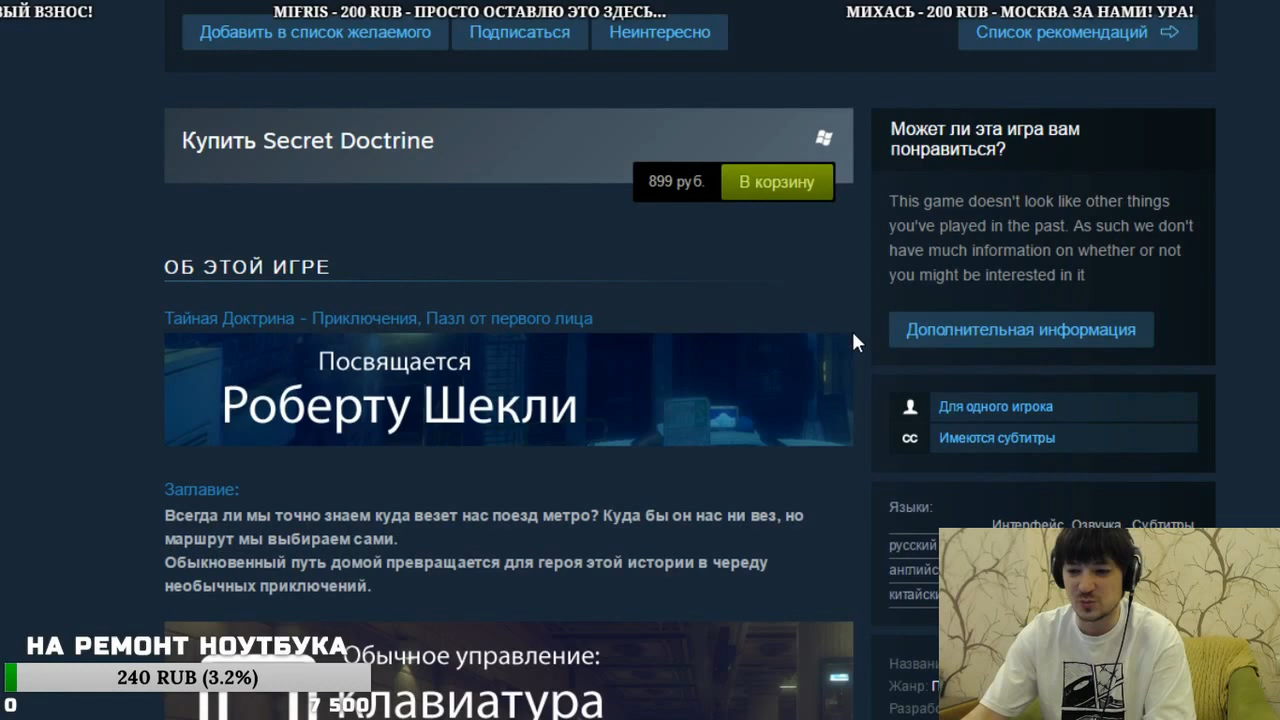 ВЫЙ ВЗНОС! MIFRIS - 200 RUB - ПРОСТО ОСТАВЛЮ ЭТО ЗДЕСЬ... МИХАСЬ - 200 RUB - МОСКВА ЗА НАМИ! УРА!
Добавить в список желаемого Подписаться Неинтересно Список рекомендаций
Купить Secret Doctrine
899 руб. В корзину
ОБ ЭТОЙ ИГРЕ
Тайная Доктрина - Приключения, Пазл от первого лица
Посвящается
Роберту Шекли
Заглавие:
Всегда ли мы точно знаем куда везет нас поезд метро? Куда бы он нас ни вез, но
маршрут мы выбираем сами.
Обыкновенный путь домой превращается для героя этой истории в череду
необычных приключений.
Обычное управление:
клавиатура
Может ли эта игра вам
понравиться?
This game doesn't look like other things
you've played in the past. As such we don't
have much information on whether or not
you might be interested in it
Дополнительная информация
Для одного игрока
cc Имеются субтитры
Языки:
Интерфейс Озвучка Субтитры
русский
английс
китайски
Названи
Жанр: П
Разрабо
НА РЕМОНТ НОУТБУКА
240 RUB (3.2%)
0 7 500